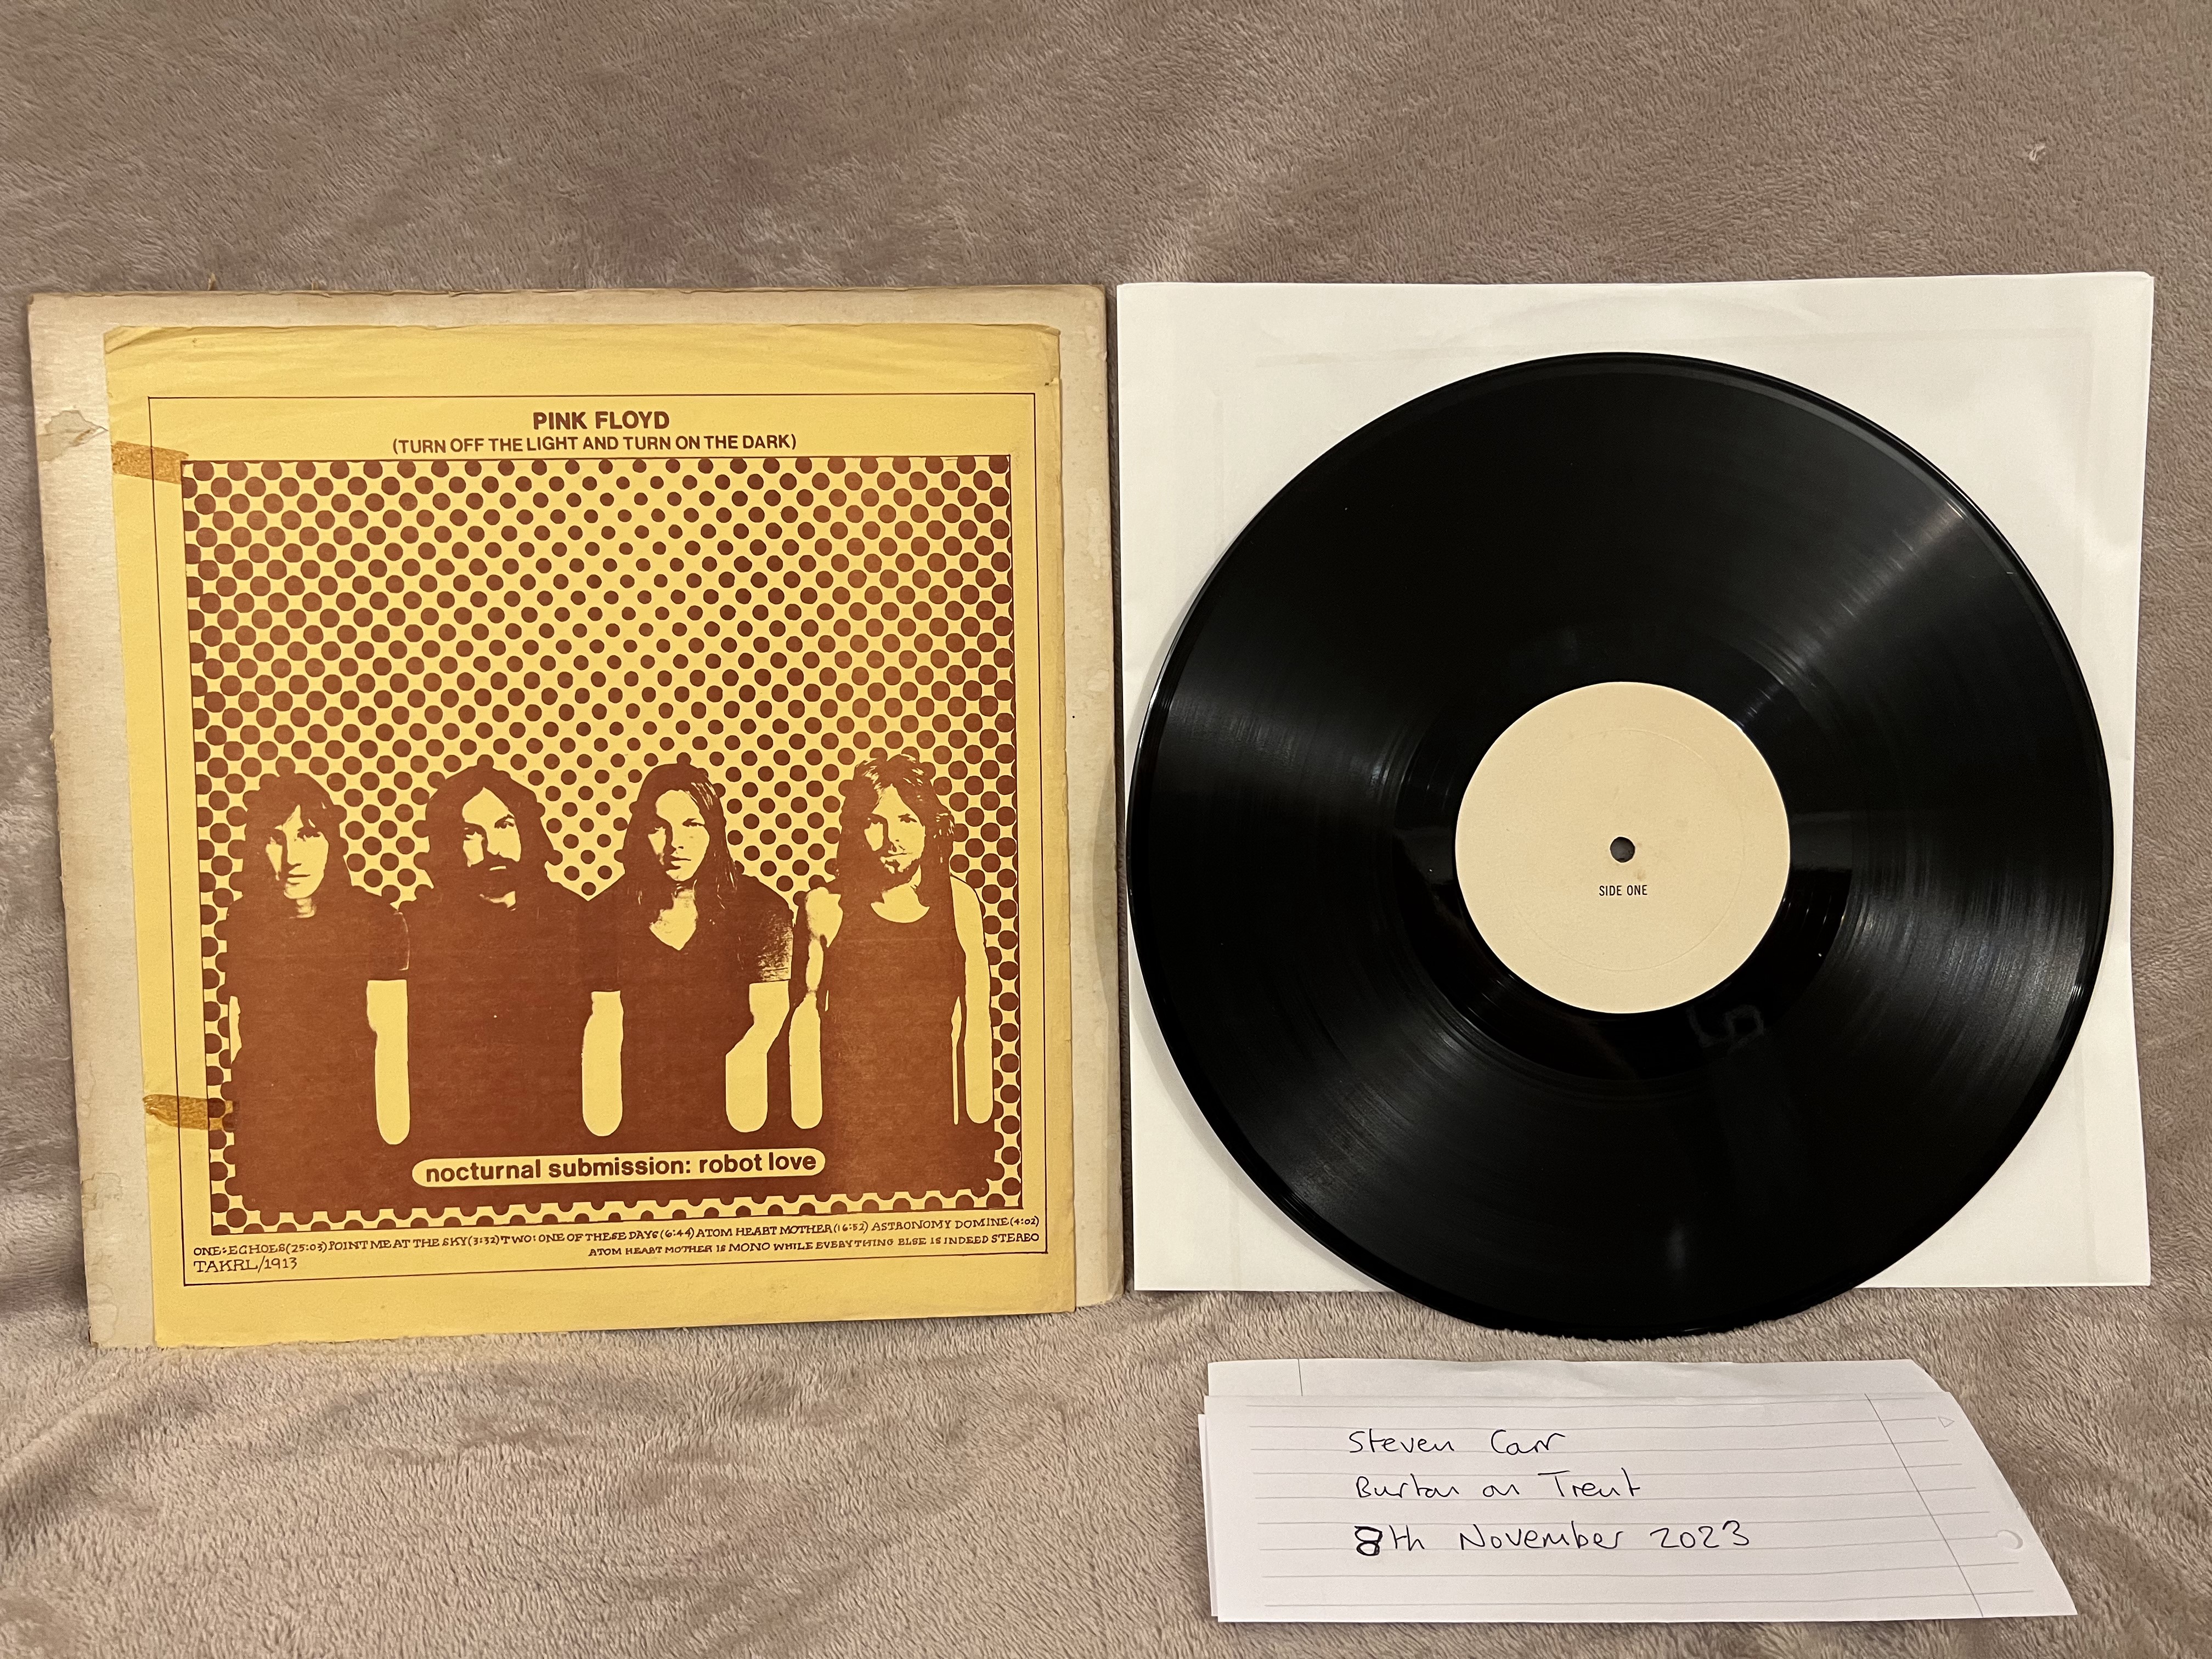 PINK FLOYD
(TURN OFF THE LIGHT AND TURN ON THE DARK)
nocturnal submission: robot love
ONE: ECHOES (25:03) POINT ME AT THE SKY (3:32) TWO: ONE OF THESE DAYS (6:44) ATOM HEART MOTHER (16:52) ASTRONOMY DOMINE (4:02)
ATOM HEART MOTHER IS MONO WHILE EVERYTHING ELSE IS INDEED STEREO
TAKRL/1913
SIDE ONE
Steven Carr
Burton on Trent
8th November 2023